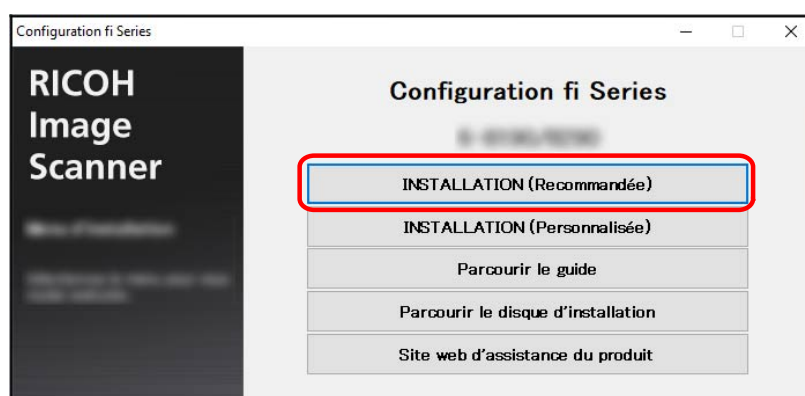 Configuration fi Series
RICOH
Image
Scanner
Configuration fi Series
INSTALLATION (Recommandée)
INSTALLATION (Personnalisée)
Parcourir le guide
Parcourir le disque d'installation
Site web d'assistance du produit